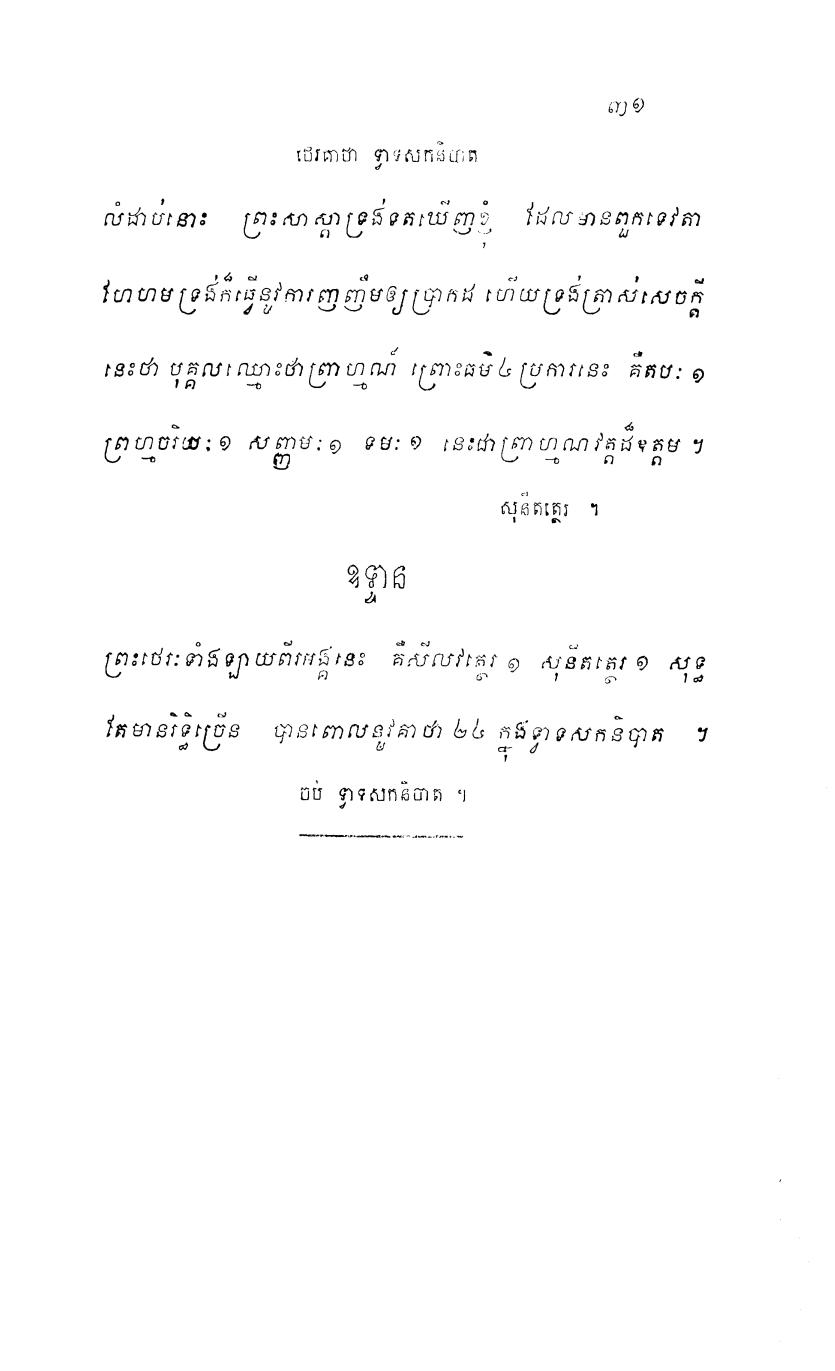 ៣១
ថេរគាថា ទ្វាទសកនិបាត
លំដាប់នោះ ព្រះសាស្តាទ្រង់ទតឃើញខ្ញុំ ដែលមានពួកទេវតា
ហែហមទ្រង់ក៏ធ្វើនូវការញញឹមឲ្យប្រាកដ ហើយទ្រង់ត្រាស់សេចក្តី
នេះថា បុគ្គលឈ្មោះថាព្រាហ្មណ៍ ព្រោះធម៌៤ប្រការនេះ គឺតបៈ ១
ព្រហ្មចរិយៈ ១ សញ្ញាមៈ ១ ទមៈ ១ នេះជាព្រាហ្មណវត្តដ៏ឧត្តម ។
សុនីតត្ថេរ ។
ឧទ្ទាន
ព្រះថេរៈទាំងឡាយពីរអង្គនេះ គឺសីលវត្ថេរ ១ សុនីតត្ថេរ ១ សុទ្ធ
តែមានរិទ្ធិច្រើន បានពោលនូវគាថា ២៤ ក្នុងទ្វាទសកនិបាត ។
ចប់ ទ្វាទសកនិបាត ។